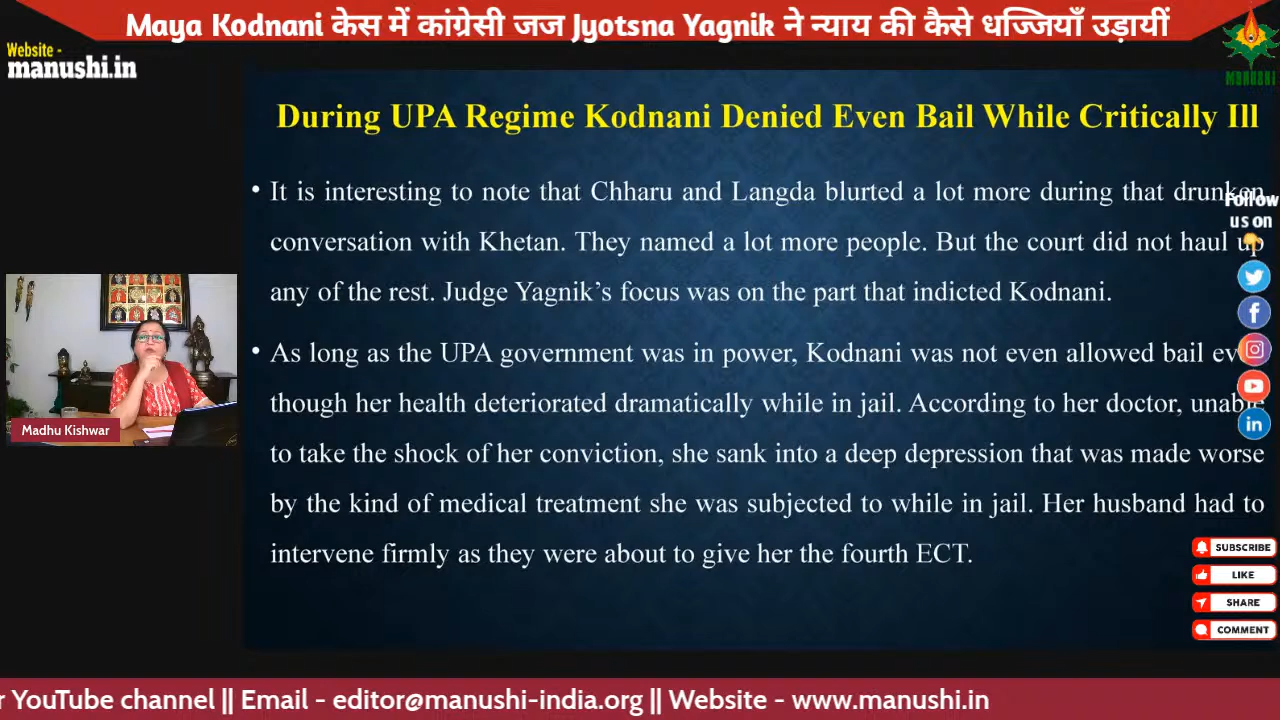 Maya Kodnani केस में कांग्रेसी जज Jyotsna Yagnik ने न्याय की कैसे धज्जियाँ उड़ायीं
Website -
manushi.in
MANUSHI
During UPA Regime Kodnani Denied Even Bail While Critically Ill
• It is interesting to note that Chharu and Langda blurted a lot more during that drunken
conversation with Khetan. They named a lot more people. But the court did not haul up
any of the rest. Judge Yagnik's focus was on the part that indicted Kodnani.
• As long as the UPA government was in power, Kodnani was not even allowed bail
though her health deteriorated dramatically while in jail. According to her doctor, unable
to take the shock of her conviction, she sank into a deep depression that was made worse
by the kind of medical treatment she was subjected to while in jail. Her husband had to
intervene firmly as they were about to give her the fourth ECT.
Follow
us on
Madhu Kishwar
SUBSCRIBE
LIKE
SHARE
COMMENT
r YouTube channel || Email - editor@manushi-india.org || Website - www.manushi.in